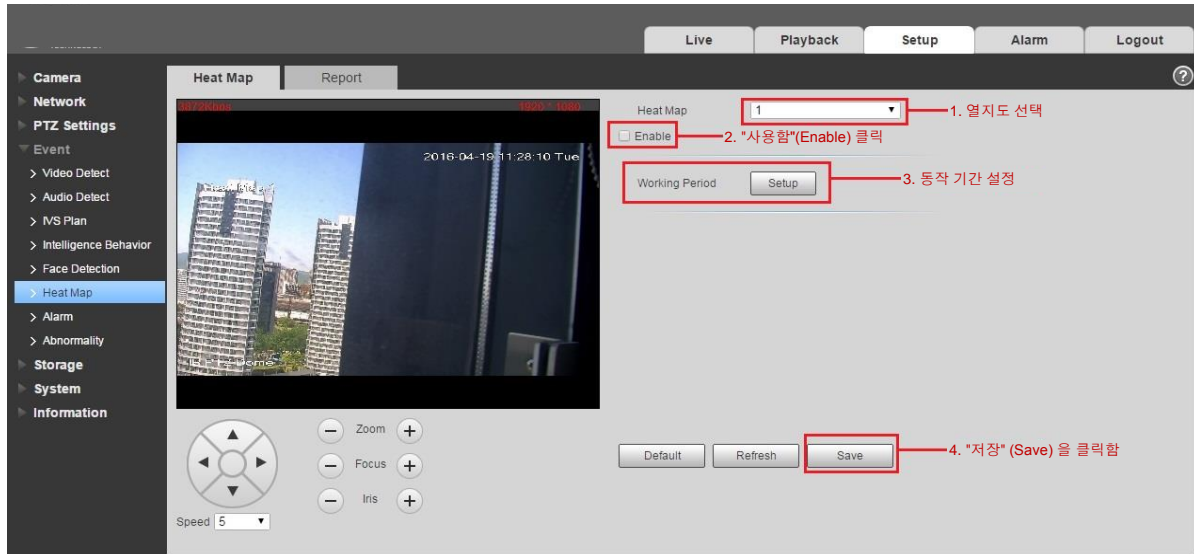 Live
Playback
Setup
Alarm
Logout
Camera
Network
PTZ Settings
Event
Video Detect
Audio Detect
IVS Plan
Intelligence Behavior
Face Detection
Heat Map
Alarm
Abnormality
Storage
System
Information
Heat Map
Report
?
3872Kbps
1920 * 1080
2016-04-19 11:28:10 Tue
IP PTZ Dome
Zoom
Focus
Iris
Speed 5
Heat Map 1
1. 열지도 선택
Enable
2. "사용함"(Enable) 클릭
Working Period Setup
3. 동작 기간 설정
Default
Refresh
Save
4. "저장" (Save) 을 클릭함